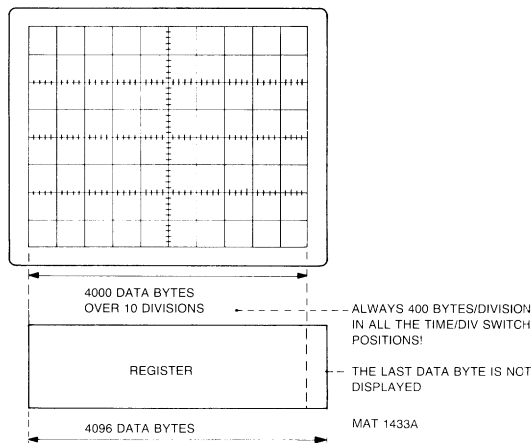 4000 DATA BYTES
OVER 10 DIVISIONS
ALWAYS 400 BYTES/DIVISION
IN ALL THE TIME/DIV SWITCH
POSITIONS!
REGISTER
THE LAST DATA BYTE IS NOT
DISPLAYED
4096 DATA BYTES
MAT 1433A